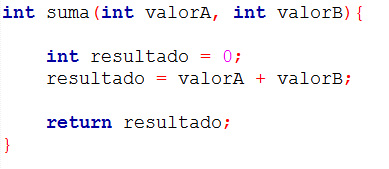 int suma(int valorA, int valorB){
int resultado = 0;
resultado = valorA + valorB;
return resultado;
}